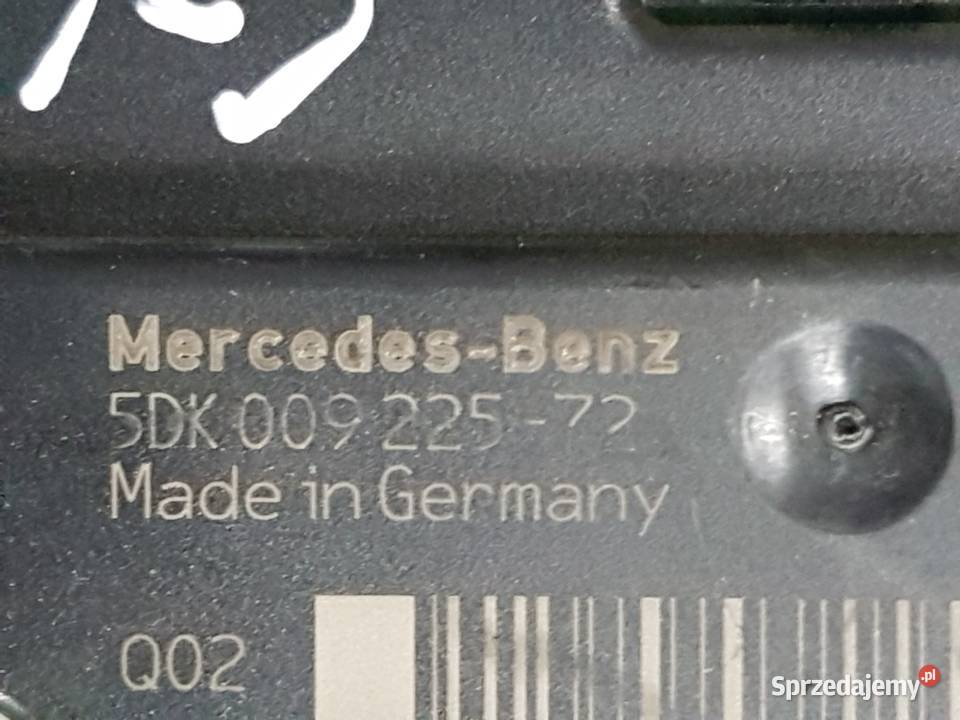 Mercedes-Benz
5DK 009 225-72
Made in Germany
Q02
Sprzedajemy.pl